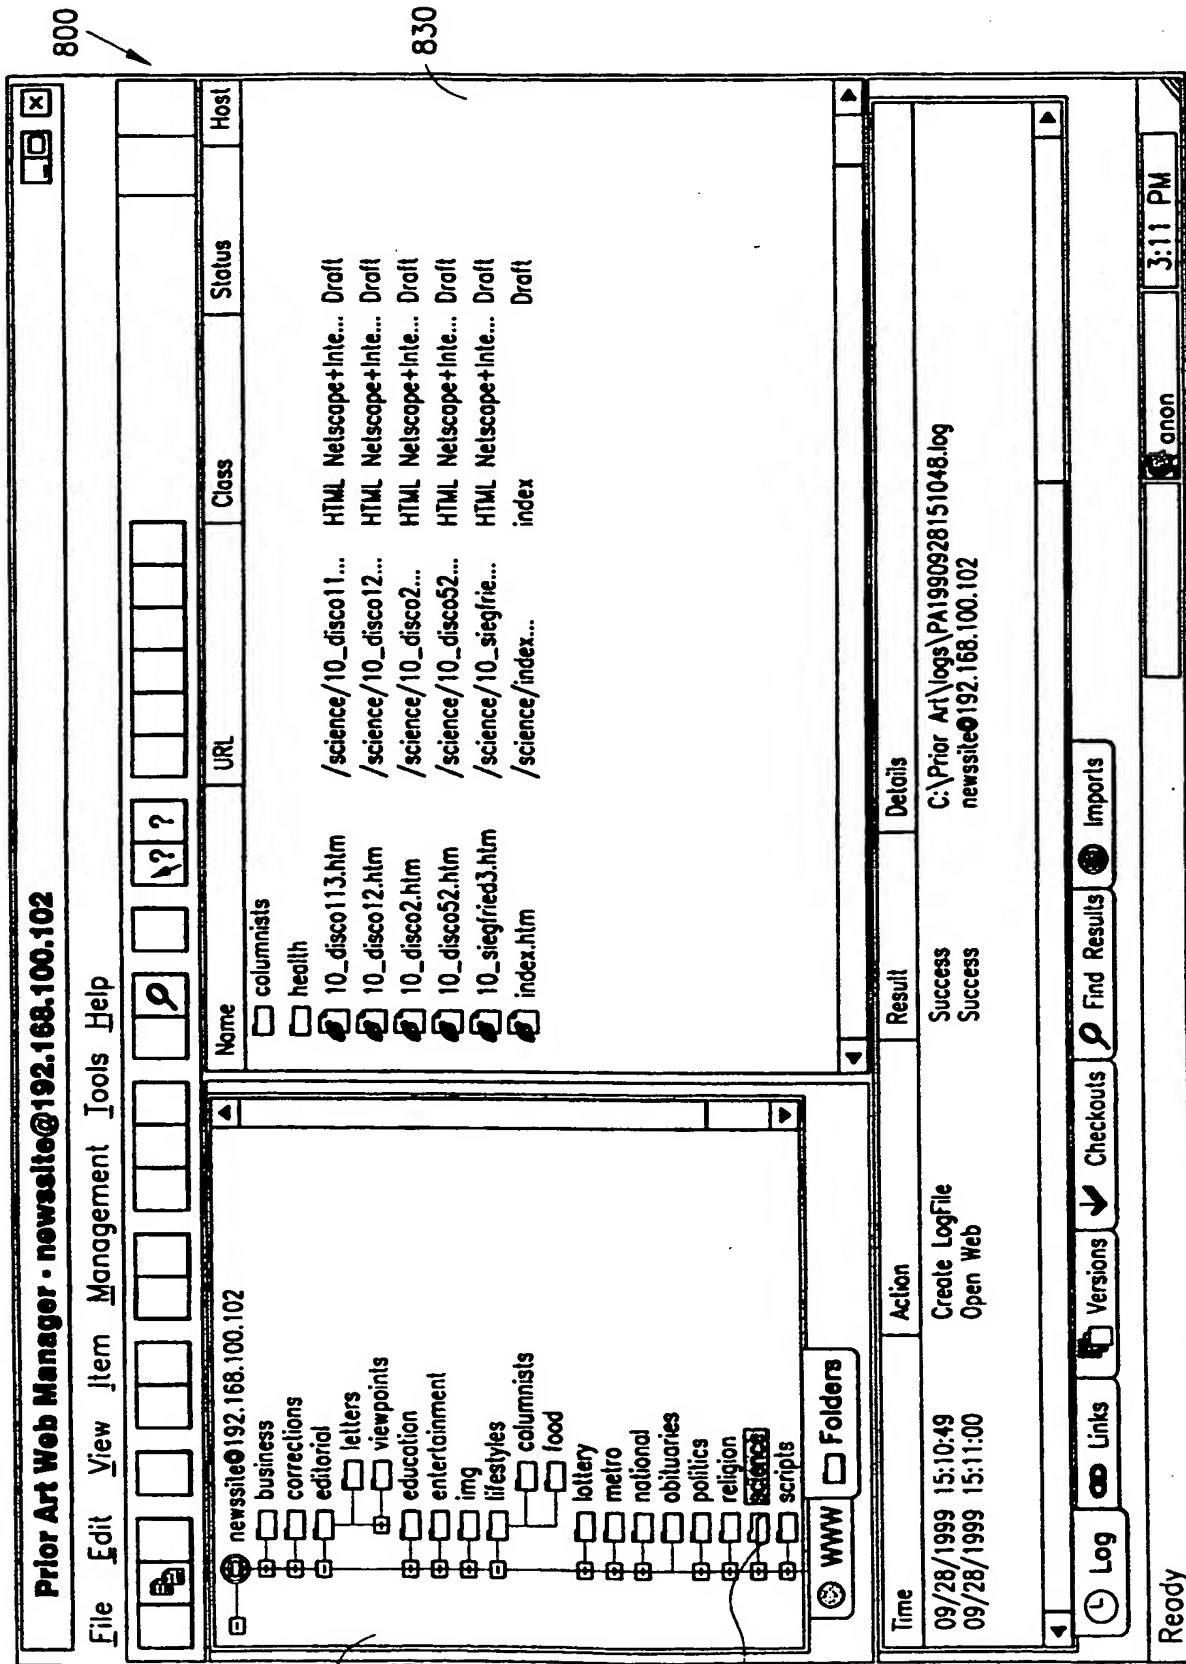 800
Prior Art Web Manager - newssite@192.168.100.102
File Edit View Item Management Tools Help
? ?
newssite@192.168.100.102
business
corrections
editorial
letters
viewpoints
education
entertainment
img
lifestyles
columnists
food
lottery
metro
national
obituaries
politics
religion
science
scripts
WWW Folders
Name URL Class Status Host
columnists
health
10_disco113.htm /science/10_disco11... HTML Netscape+Inte... Draft
10_disco12.htm /science/10_disco12... HTML Netscape+Inte... Draft
10_disco2.htm /science/10_disco2... HTML Netscape+Inte... Draft
10_disco52.htm /science/10_disco52... HTML Netscape+Inte... Draft
10_siegfried3.htm /science/10_siegfrie... HTML Netscape+Inte... Draft
index.htm /science/index... index Draft
830
Time Action Result Details
09/28/1999 15:10:49 Create LogFile Success C:\Prior Art\logs\PA1990928151048.log
09/28/1999 15:11:00 Open Web Success newssite@192.168.100.102
Log Links Versions Checkouts Find Results Imports
Ready anon 3:11 PM